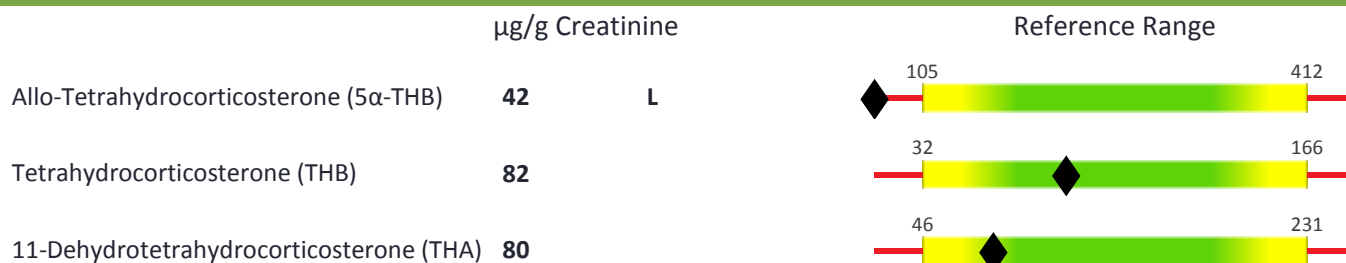 μg/g Creatinine Reference Range
105 412
Allo-Tetrahydrocorticosterone (5α-THB) 42 L
32 166
Tetrahydrocorticosterone (THB) 82
46 231
11-Dehydrotetrahydrocorticosterone (THA) 80